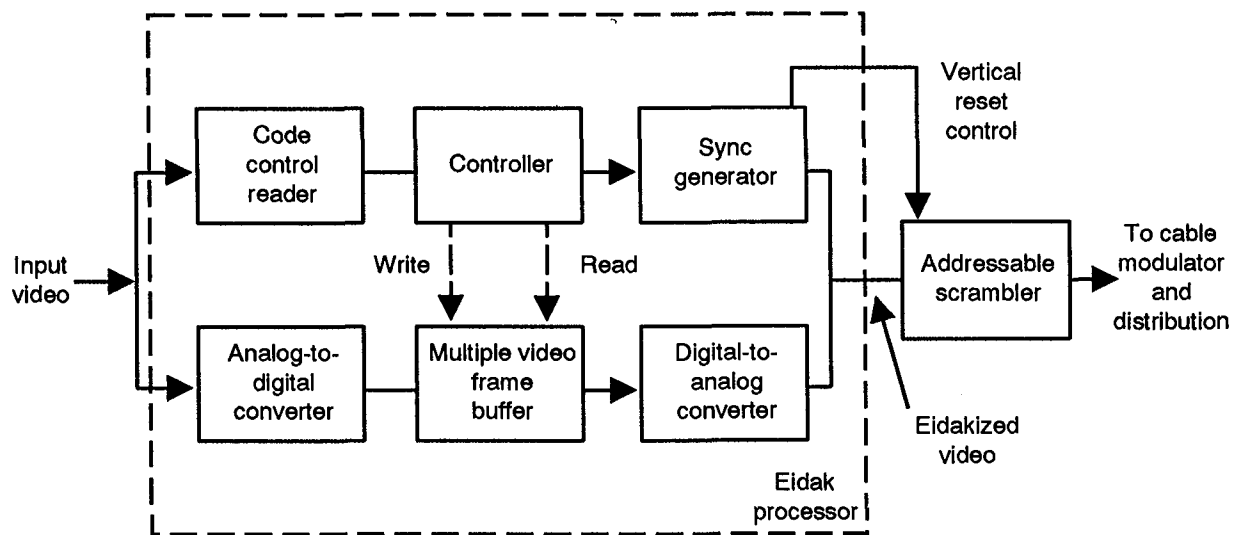 Vertical
reset
control
Code
control
reader
Controller
Sync
generator
Input
video
Write
Read
Addressable
scrambler
To cable
modulator
and
distribution
Analog-to-
digital
converter
Multiple video
frame
buffer
Digital-to-
analog
converter
Eidakized
video
Eidak
processor